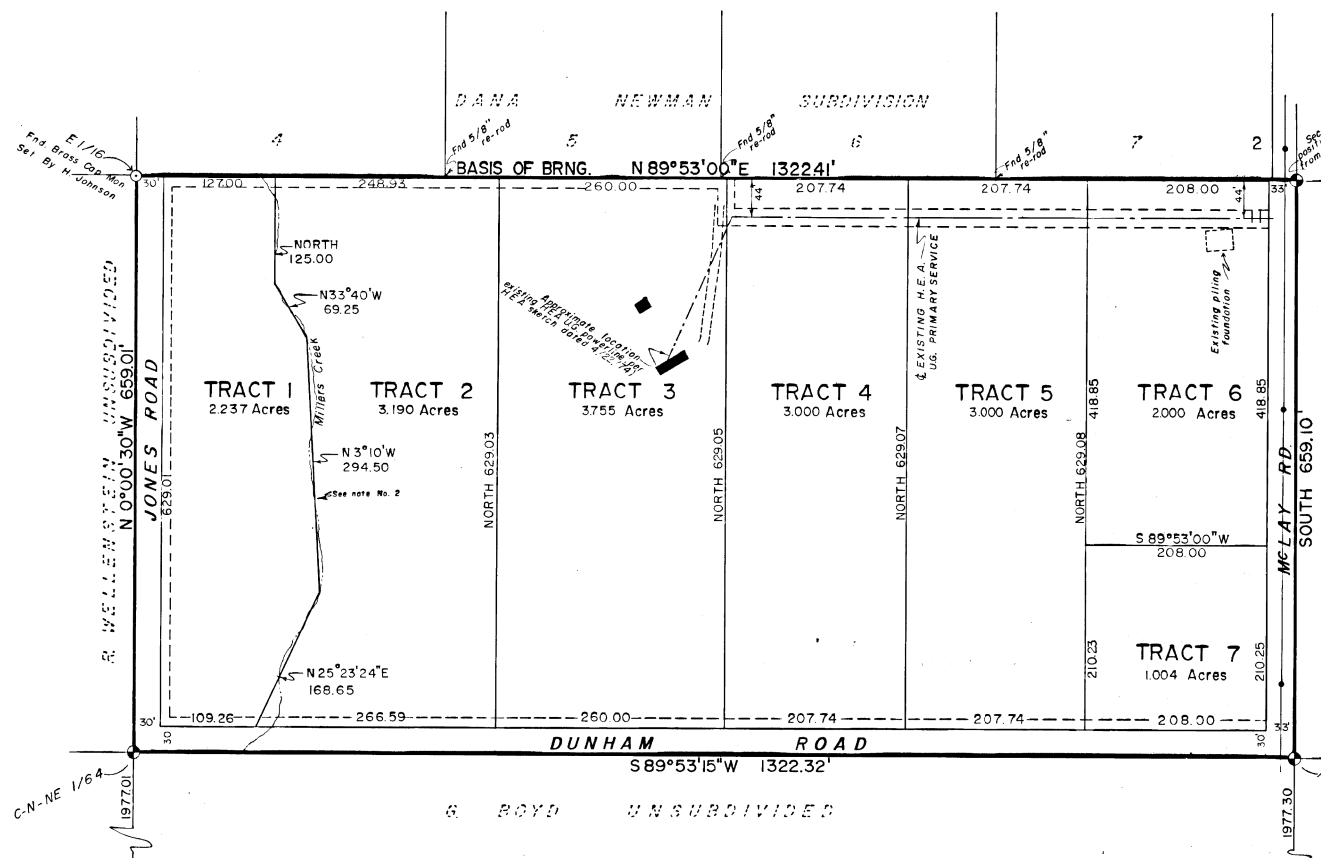 DANA NEWMAN SUBDIVISION
4 5 6 7 2
E 1/16
Fnd. Brass Cap Mon.
Set By H. Johnson
Fnd 5/8"
re-rod
Fnd 5/8"
re-rod
Fnd 5/8"
re-rod
Sec
positi
from
BASIS OF BRNG. N 89°53'00"E 1322.41'
30' 127.00 248.93 260.00 207.74 207.74 208.00 33'
44'
44'
NORTH
125.00
N33°40'W
69.25
Millers Creek
Approximate location
existing HEA U.G. powerline per
HEA sketch dated 4/22/74)
℄ EXISTING H.E.A.
U.G. PRIMARY SERVICE
Existing piling
foundation
R. WELLENSTEIN UNSUBDIVIDED
N 0°00'30"W 659.01'
JONES ROAD
629.01
TRACT 1
2.237 Acres
TRACT 2
3.190 Acres
TRACT 3
3.755 Acres
TRACT 4
3.000 Acres
TRACT 5
3.000 Acres
TRACT 6
2.000 Acres
418.85
418.85
N 3°10'W
294.50
See note No. 2
NORTH 629.03
NORTH 629.05
NORTH 629.07
NORTH 629.08
S 89°53'00"W
208.00
McLAY RD.
SOUTH 659.10'
N 25°23'24"E
168.65
210.23
TRACT 7
1.004 Acres
210.25
30' 109.26 266.59 260.00 207.74 207.74 208.00 33'
30
30'
DUNHAM ROAD
S 89°53'15"W 1322.32'
C-N-NE 1/64
1977.01
G. BOYD UNSUBDIVIDED
1977.30